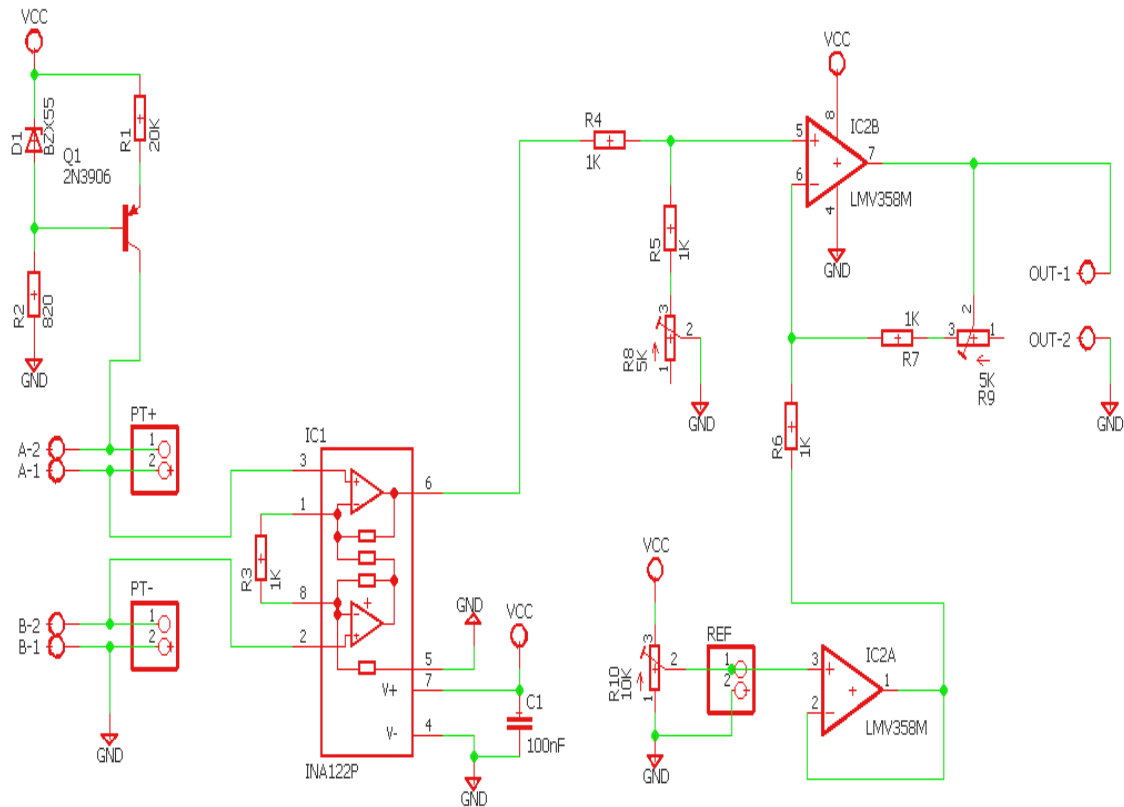 VCC
D1
BZX55
R1
20K
Q1
2N3906
R2
820
GND
PT+
A-2
A-1
1
2
PT-
B-2
B-1
1
2
GND
IC1
3
1
8
2
R3
1K
6
5
7
4
V+
V-
INA122P
GND
VCC
C1
100nF
GND
R4
1K
R5
1K
R8
5K
3
2
1
GND
VCC
8
IC2B
5
6
7
4
LMV358M
GND
OUT-1
OUT-2
GND
1K
R7
2
3
1
5K
R9
R6
1K
VCC
R10
10K
3
2
1
GND
REF
1
2
IC2A
3
2
1
LMV358M